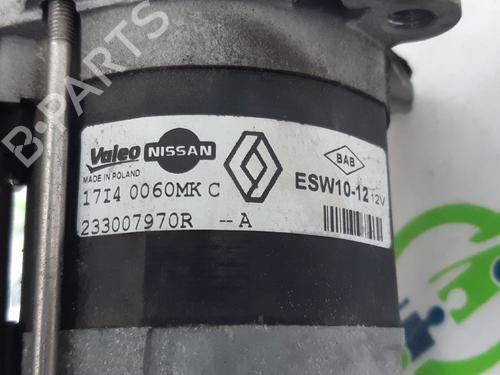 B-PARTS
Valeo NISSAN
MADE IN POLAND
17I4 0060MK C
233007970R --A
BAB
ESW10-12 12V